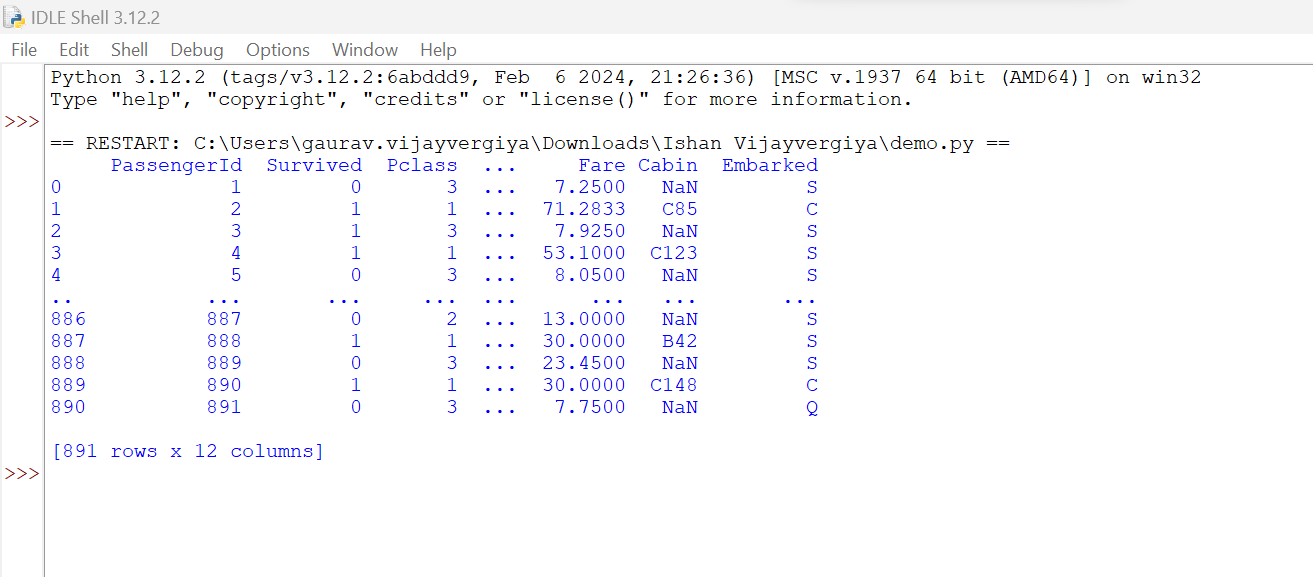 IDLE Shell 3.12.2
File Edit Shell Debug Options Window Help
Python 3.12.2 (tags/v3.12.2:6abddd9, Feb  6 2024, 21:26:36) [MSC v.1937 64 bit (AMD64)] on win32
Type "help", "copyright", "credits" or "license()" for more information.
>>>
== RESTART: C:\Users\gaurav.vijayvergiya\Downloads\Ishan Vijayvergiya\demo.py ==
     PassengerId  Survived  Pclass  ...     Fare Cabin  Embarked
0              1         0       3  ...   7.2500   NaN         S
1              2         1       1  ...  71.2833   C85         C
2              3         1       3  ...   7.9250   NaN         S
3              4         1       1  ...  53.1000  C123         S
4              5         0       3  ...   8.0500   NaN         S
..           ...       ...     ...  ...      ...   ...       ...
886          887         0       2  ...  13.0000   NaN         S
887          888         1       1  ...  30.0000   B42         S
888          889         0       3  ...  23.4500   NaN         S
889          890         1       1  ...  30.0000  C148         C
890          891         0       3  ...   7.7500   NaN         Q
[891 rows x 12 columns]
>>>